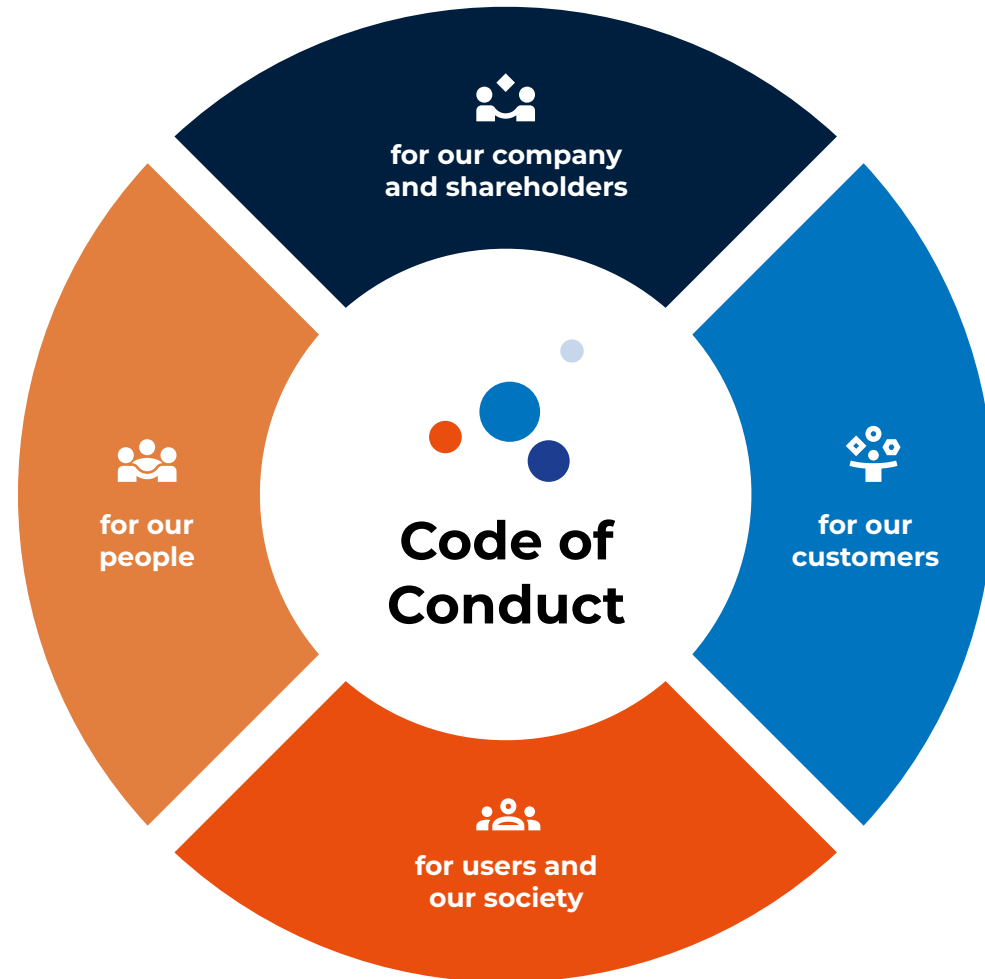 for our company
and shareholders
for our
people
Code of
Conduct
for our
customers
for users and
our society